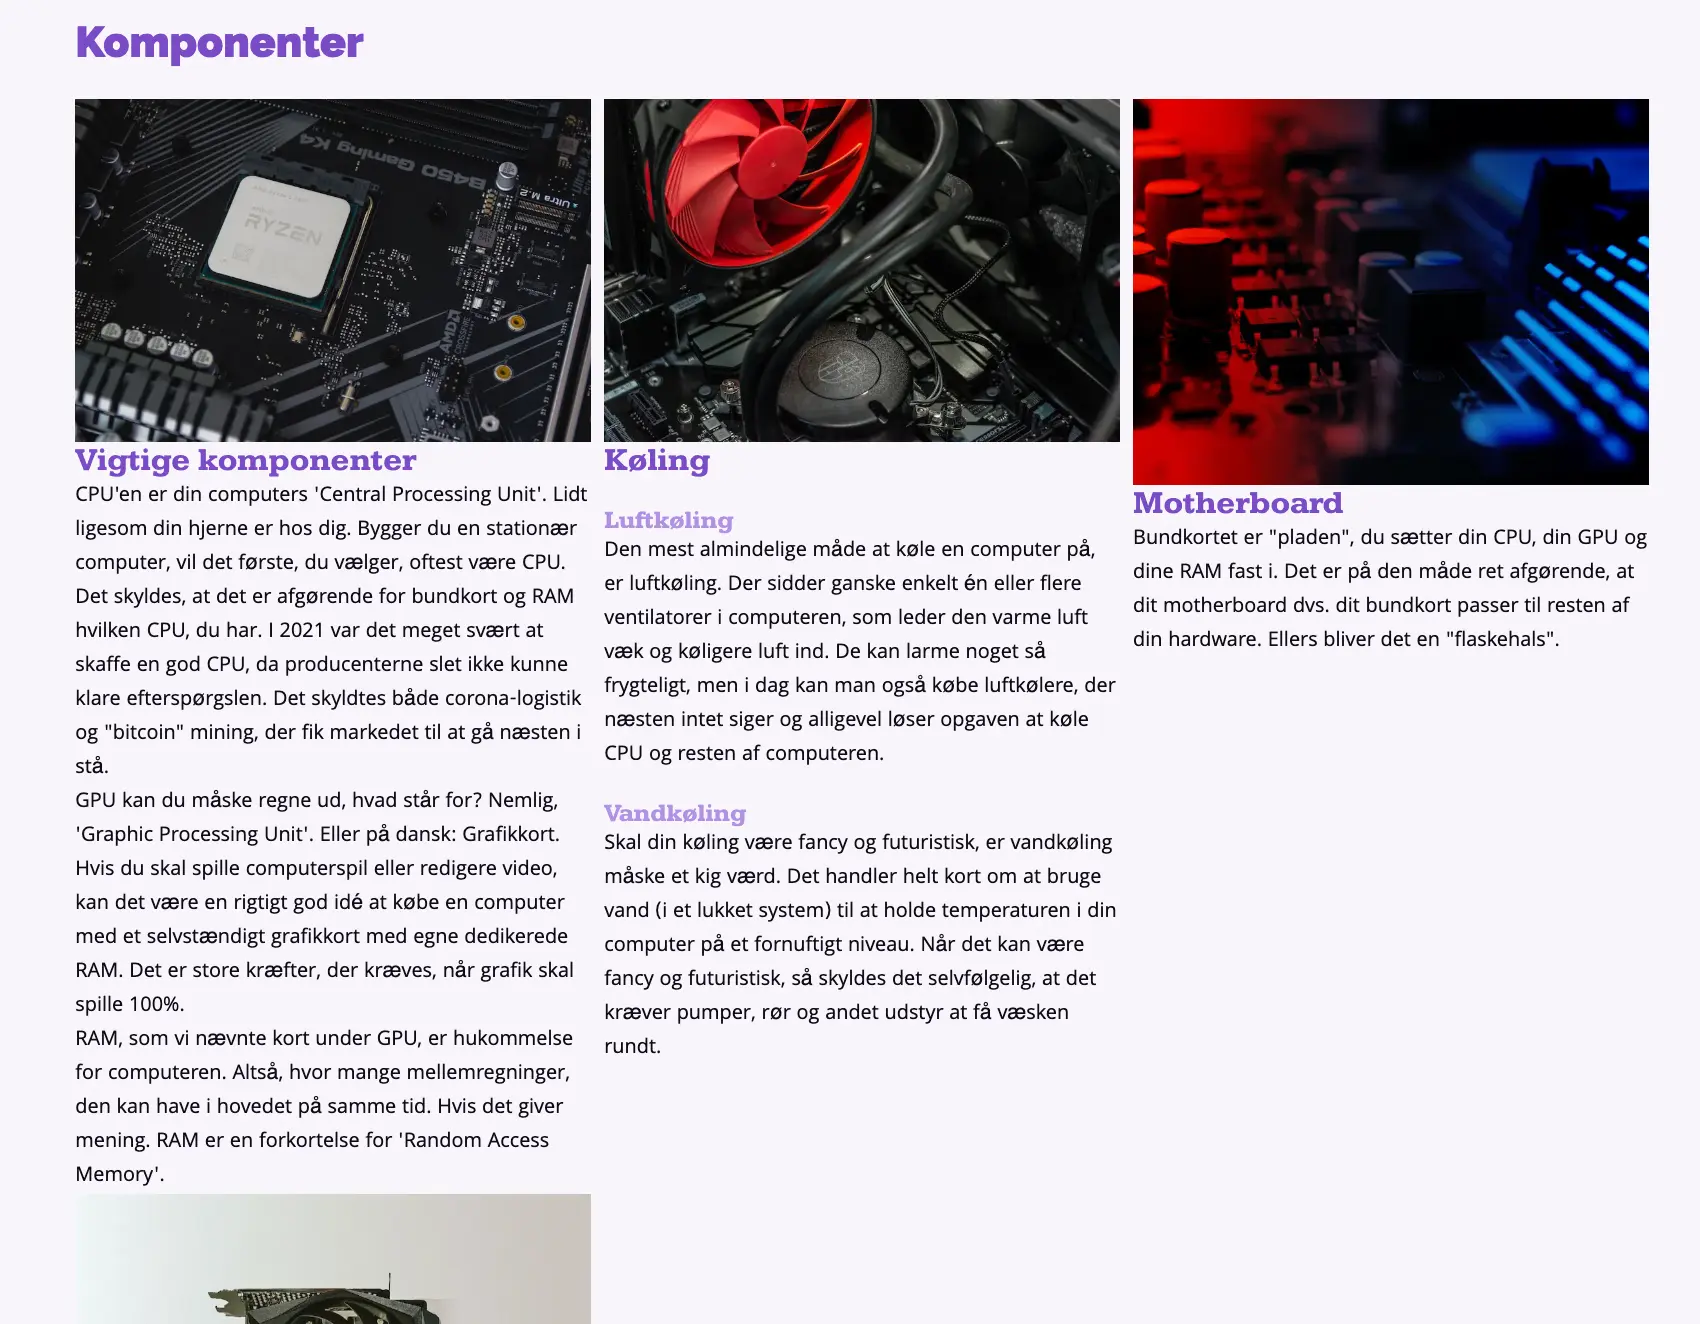 Komponenter
B450 Gaming K4
Ultra M.2
RYZEN
AMD
CROSSFIRE
Vigtige komponenter
CPU'en er din computers 'Central Processing Unit'. Lidt
ligesom din hjerne er hos dig. Bygger du en stationær
computer, vil det første, du vælger, oftest være CPU.
Det skyldes, at det er afgørende for bundkort og RAM
hvilken CPU, du har. I 2021 var det meget svært at
skaffe en god CPU, da producenterne slet ikke kunne
klare efterspørgslen. Det skyldtes både corona-logistik
og "bitcoin" mining, der fik markedet til at gå næsten i
stå.
GPU kan du måske regne ud, hvad står for? Nemlig,
'Graphic Processing Unit'. Eller på dansk: Grafikkort.
Hvis du skal spille computerspil eller redigere video,
kan det være en rigtigt god idé at købe en computer
med et selvstændigt grafikkort med egne dedikerede
RAM. Det er store kræfter, der kræves, når grafik skal
spille 100%.
RAM, som vi nævnte kort under GPU, er hukommelse
for computeren. Altså, hvor mange mellemregninger,
den kan have i hovedet på samme tid. Hvis det giver
mening. RAM er en forkortelse for 'Random Access
Memory'.
Køling
Luftkøling
Den mest almindelige måde at køle en computer på,
er luftkøling. Der sidder ganske enkelt én eller flere
ventilatorer i computeren, som leder den varme luft
væk og køligere luft ind. De kan larme noget så
frygteligt, men i dag kan man også købe luftkølere, der
næsten intet siger og alligevel løser opgaven at køle
CPU og resten af computeren.
Vandkøling
Skal din køling være fancy og futuristisk, er vandkøling
måske et kig værd. Det handler helt kort om at bruge
vand (i et lukket system) til at holde temperaturen i din
computer på et fornuftigt niveau. Når det kan være
fancy og futuristisk, så skyldes det selvfølgelig, at det
kræver pumper, rør og andet udstyr at få væsken
rundt.
Motherboard
Bundkortet er "pladen", du sætter din CPU, din GPU og
dine RAM fast i. Det er på den måde ret afgørende, at
dit motherboard dvs. dit bundkort passer til resten af
din hardware. Ellers bliver det en "flaskehals".